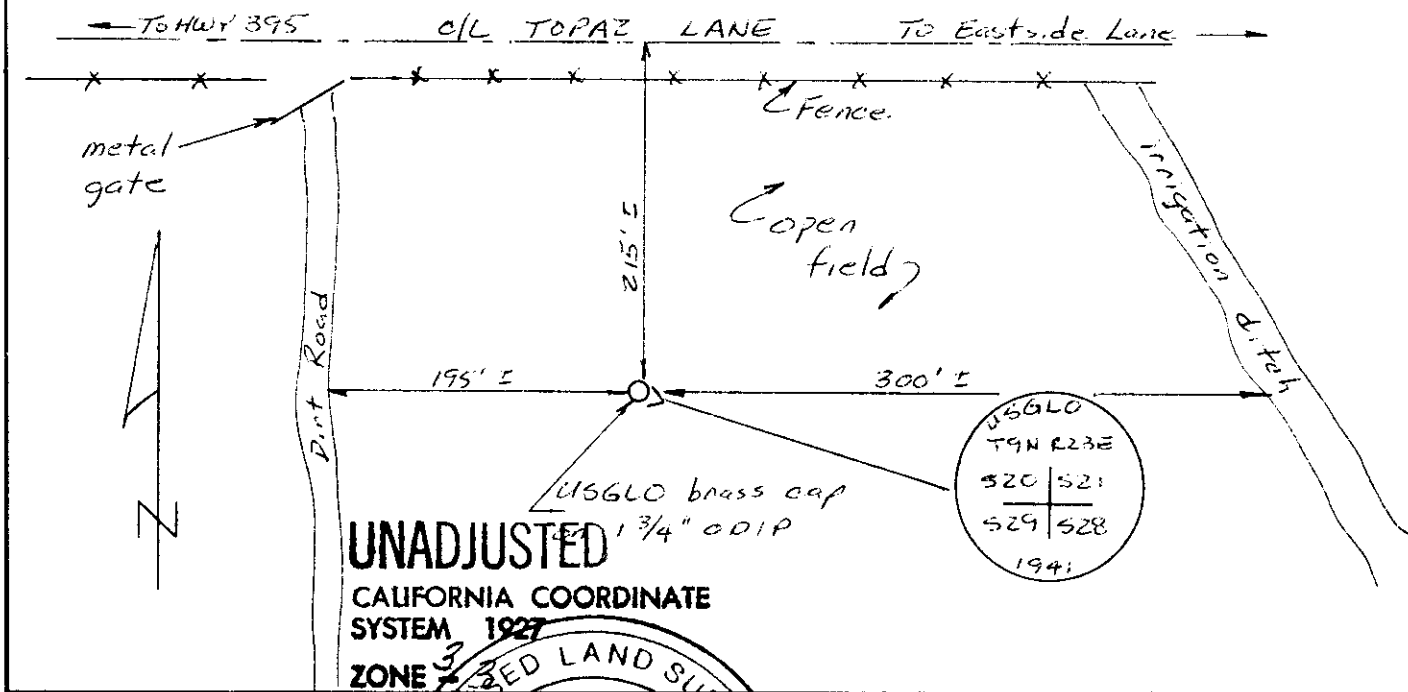 To HWY 395 C/L TOPAZ LANE To Eastside Lane
Fence
metal
gate
irrigation ditch
open
field
215' ±
Dirt Road
195' ±
300' ±
USGLO
T9N R23E
S20 S21
S29 S28
1941
USGLO brass cap
on 1 3/4" ODIP
N
UNADJUSTED
CALIFORNIA COORDINATE
SYSTEM 1927
ZONE 3
LAND